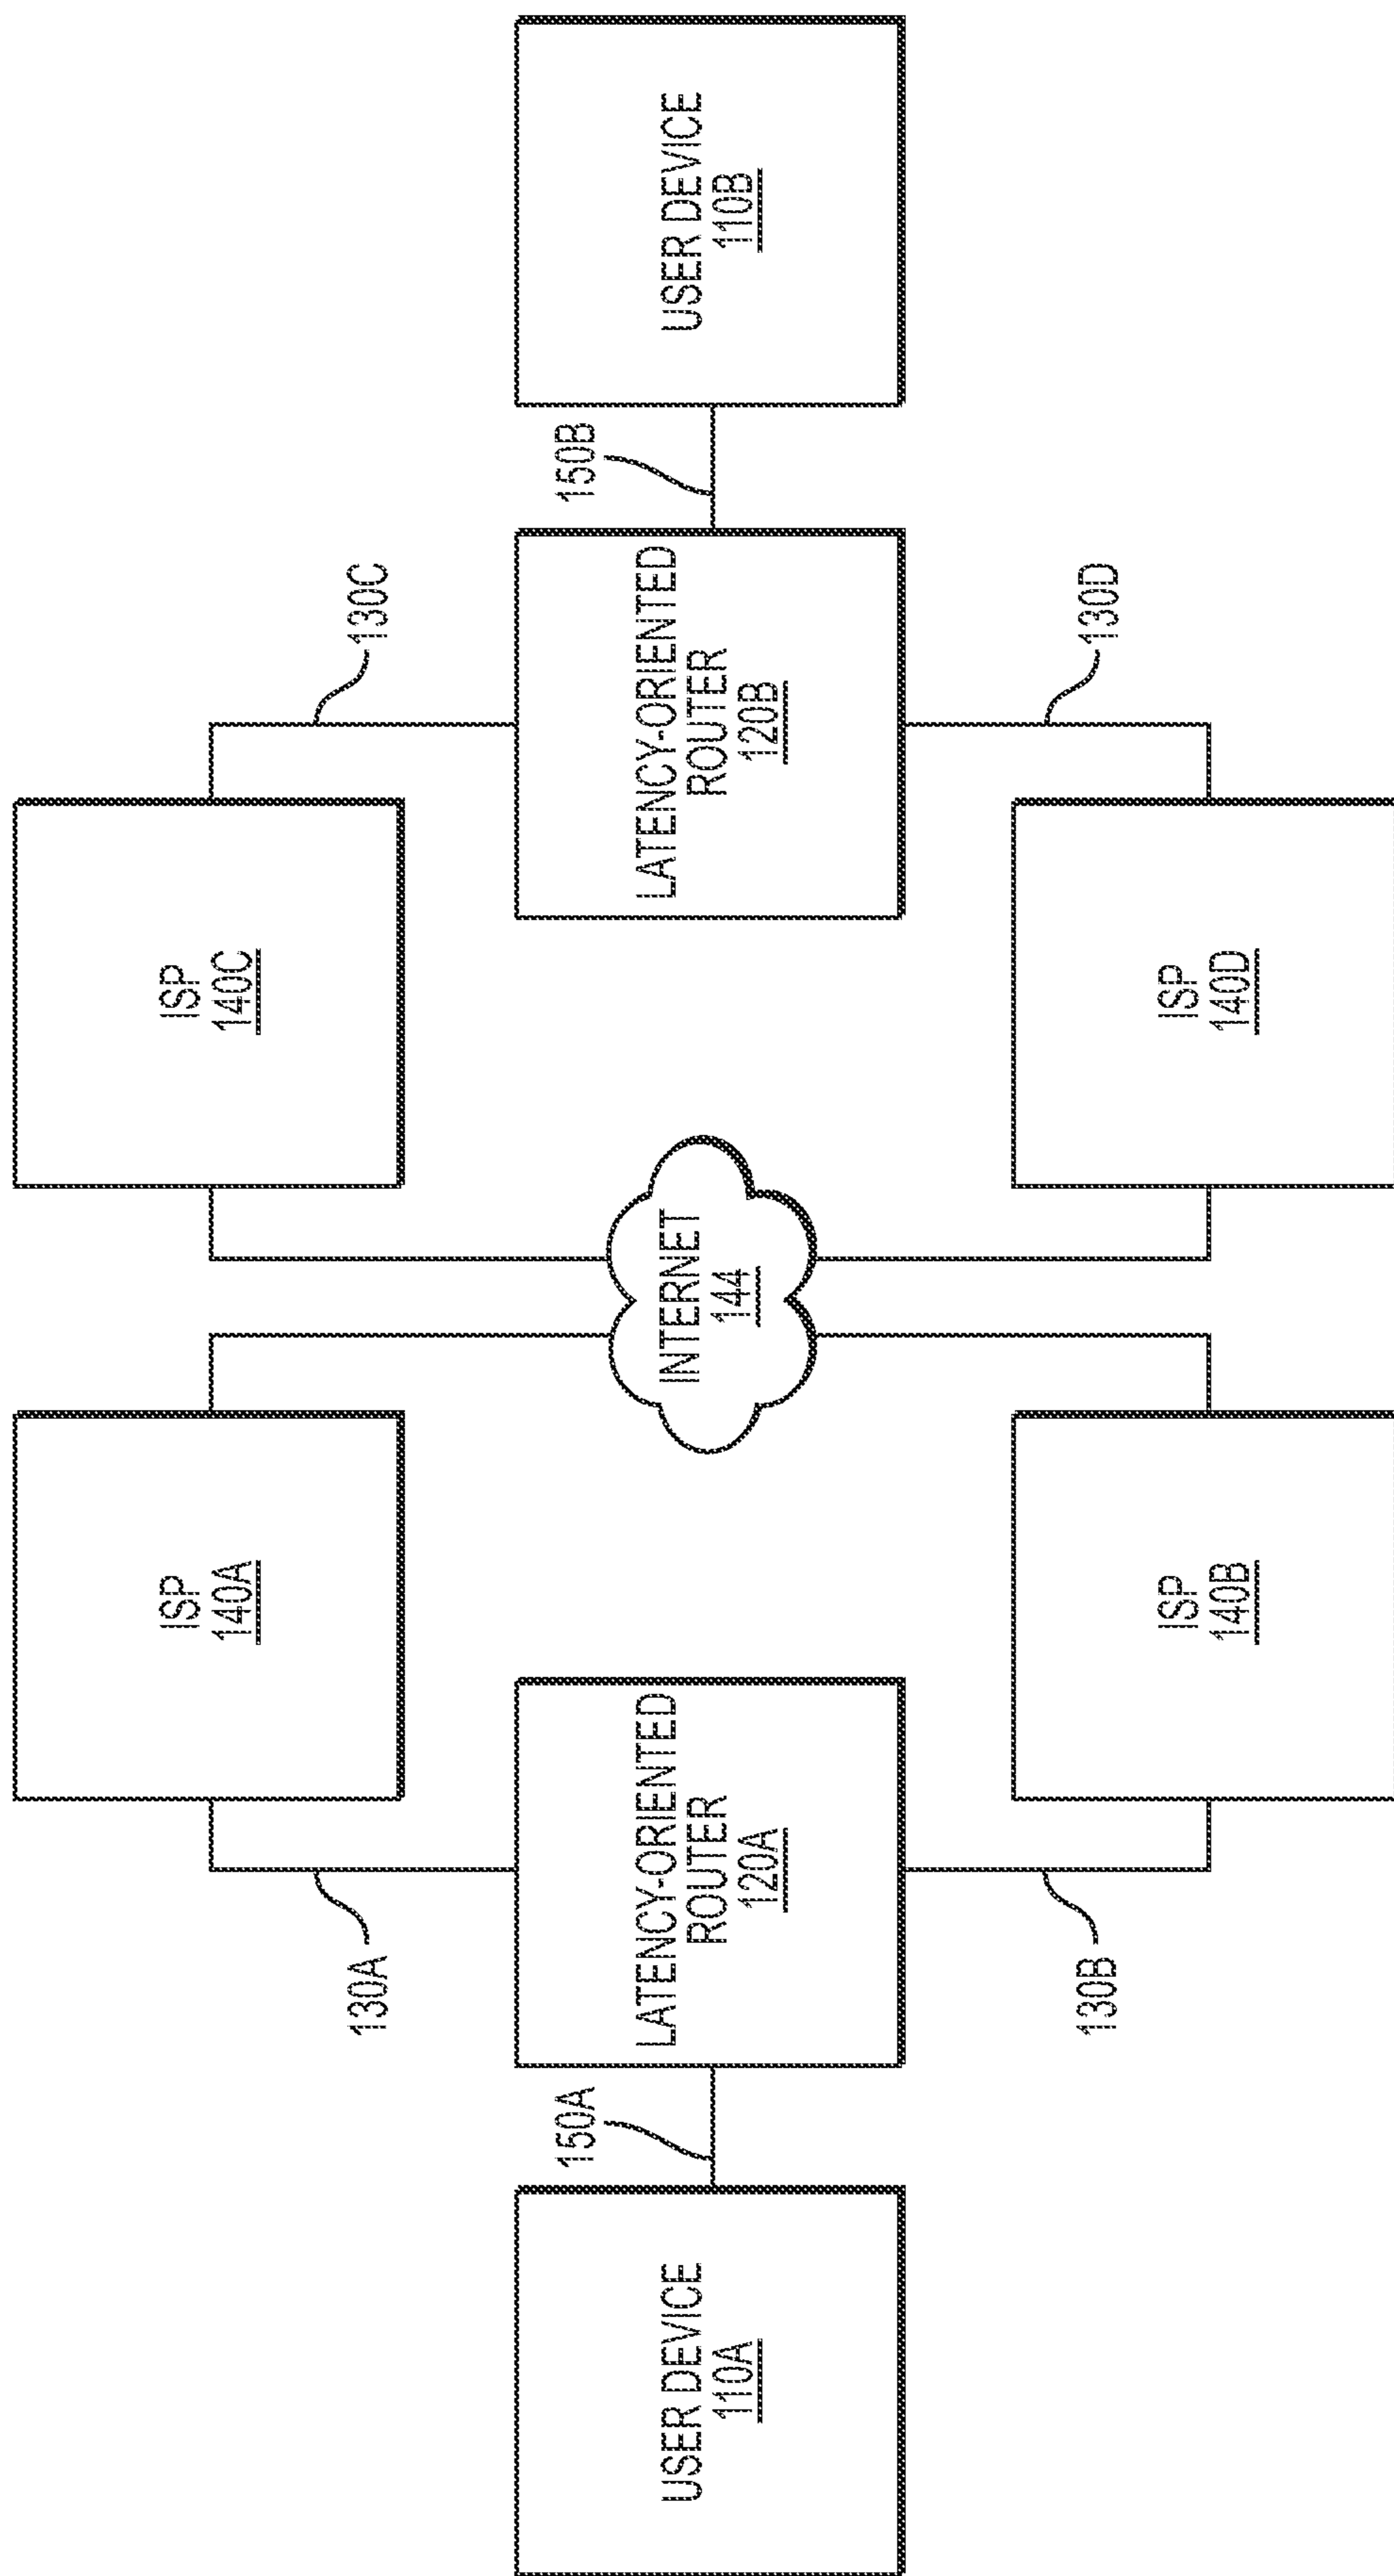 ISP
140A
ISP
140C
130A
130C
150A
150B
USER DEVICE
110A
LATENCY-ORIENTED
ROUTER
120A
INTERNET
144
LATENCY-ORIENTED
ROUTER
120B
USER DEVICE
110B
130B
130D
ISP
140B
ISP
140D